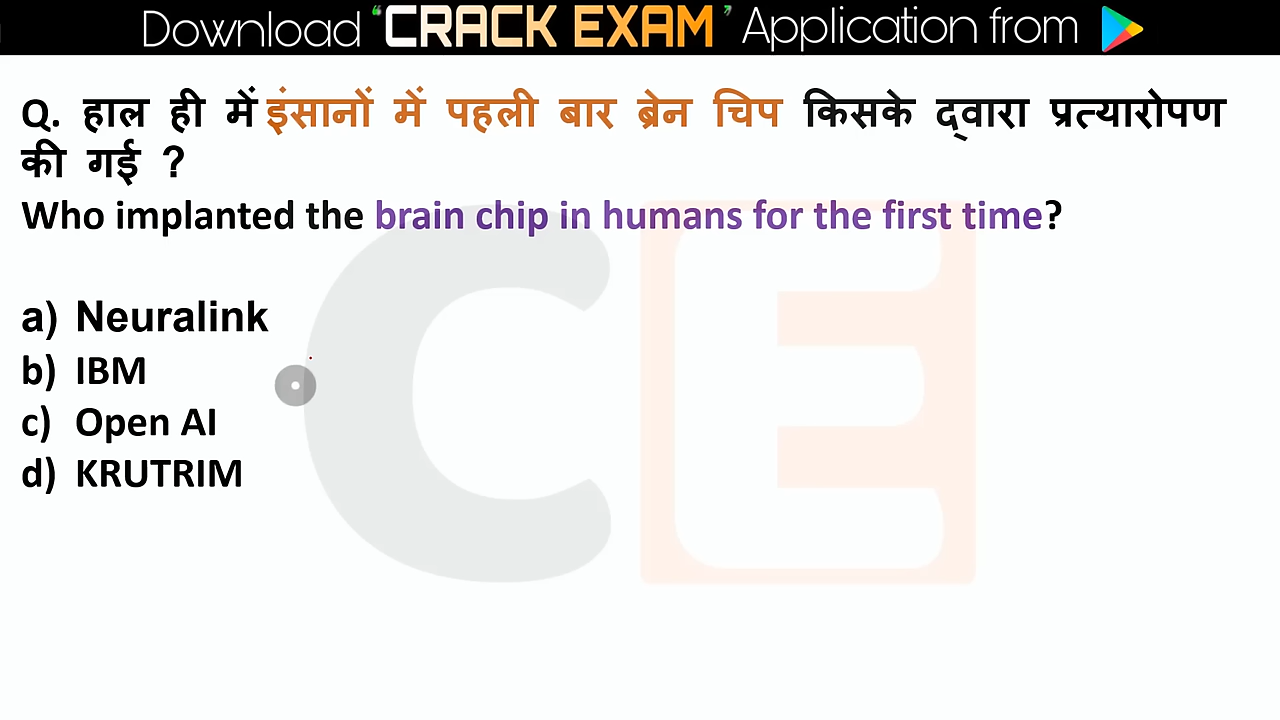 Download "CRACK EXAM" Application from
Q. हाल ही में इंसानों में पहली बार ब्रेन चिप किसके द्वारा प्रत्यारोपण
की गई ?
Who implanted the brain chip in humans for the first time?
a) Neuralink
b) IBM
c) Open AI
d) KRUTRIM
CE